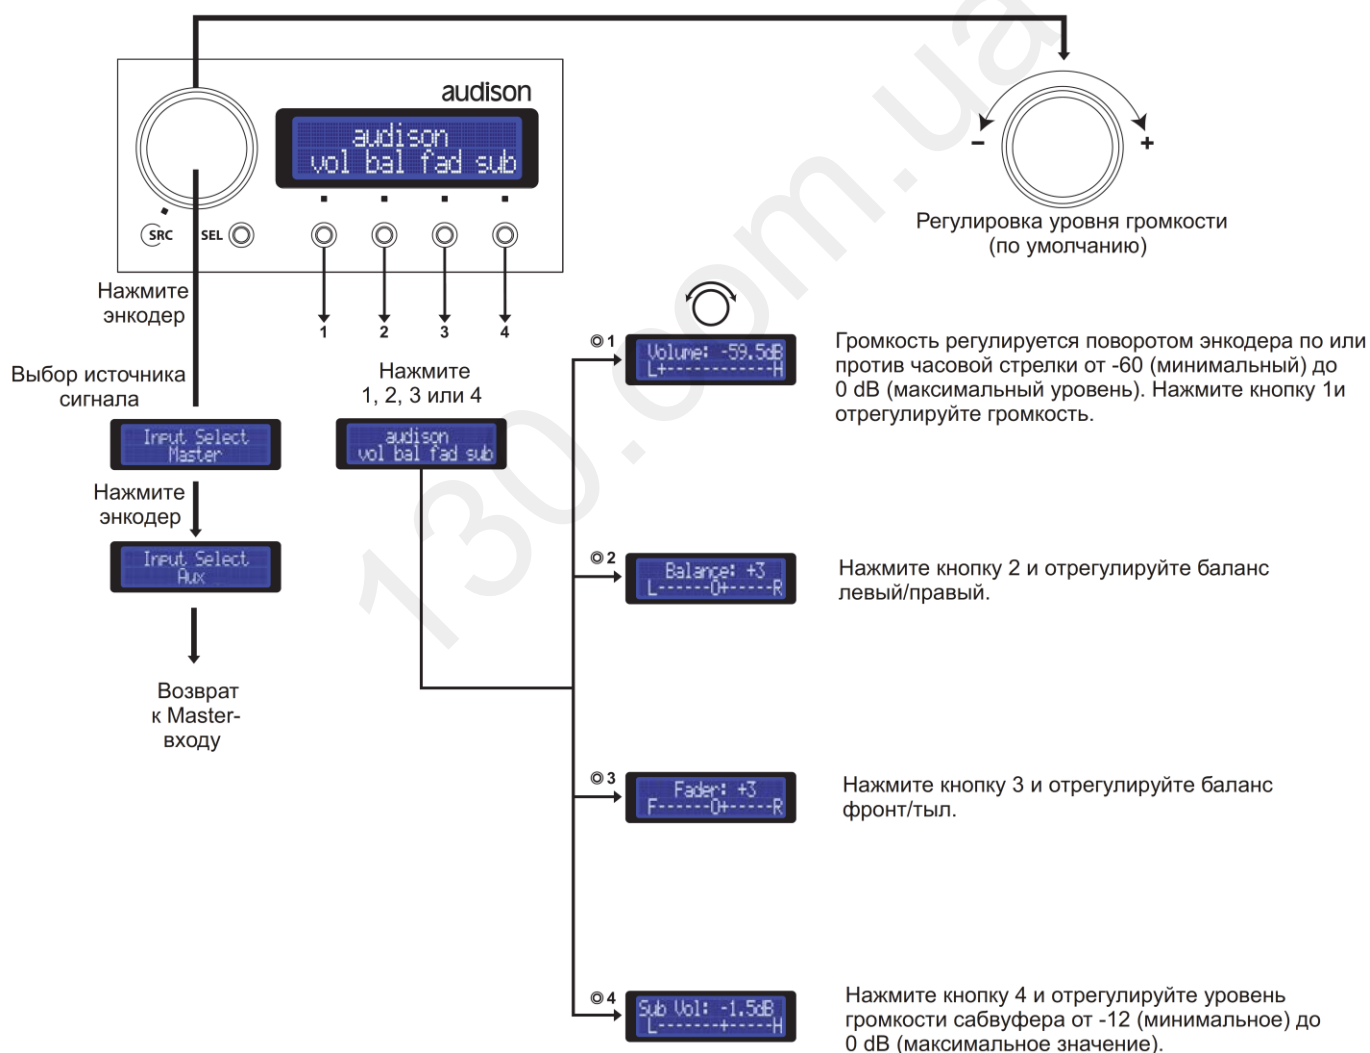 audison
audison
vol bal fad sub
SRC
SEL
1
2
3
4
-
+
Регулировка уровня громкости
(по умолчанию)
Нажмите
энкодер
Выбор источника
сигнала
Input Select
Master
Нажмите
энкодер
Input Select
Aux
Возврат
к Master-
входу
Нажмите
1, 2, 3 или 4
audison
vol bal fad sub
1
Volume: -59.5dB
L+------------H
Громкость регулируется поворотом энкодера по или
против часовой стрелки от -60 (минимальный) до
0 dB (максимальный уровень). Нажмите кнопку 1и
отрегулируйте громкость.
2
Balance: +3
L------0+-----R
Нажмите кнопку 2 и отрегулируйте баланс
левый/правый.
3
Fader: +3
F------0+-----R
Нажмите кнопку 3 и отрегулируйте баланс
фронт/тыл.
4
Sub Vol: -1.5dB
L-------+----H
Нажмите кнопку 4 и отрегулируйте уровень
громкости сабвуфера от -12 (минимальное) до
0 dB (максимальное значение).
130.com.ua